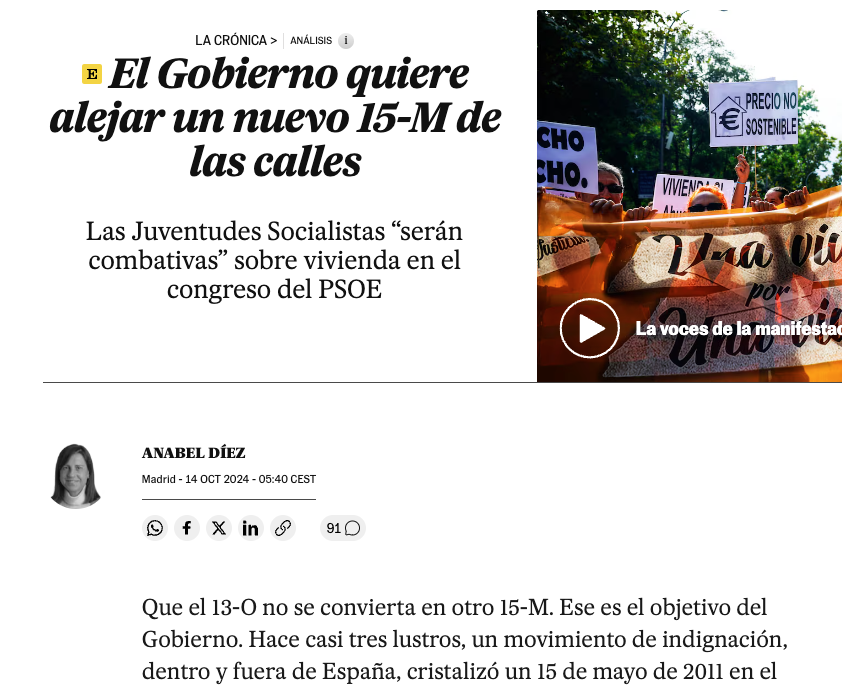 LA CRÓNICA >
ANÁLISIS i
E El Gobierno quiere
alejar un nuevo 15-M de
las calles
Las Juventudes Socialistas “serán
combativas” sobre vivienda en el
congreso del PSOE
PRECIO NO
SOSTENIBLE
€
CHO
CHO.
VIVIENDA
Justicia.
Una vi
por
Una vi
La voces de la manifestac
ANABEL DÍEZ
Madrid - 14 OCT 2024 - 05:40 CEST
91
Que el 13-O no se convierta en otro 15-M. Ese es el objetivo del
Gobierno. Hace casi tres lustros, un movimiento de indignación,
dentro y fuera de España, cristalizó un 15 de mayo de 2011 en el